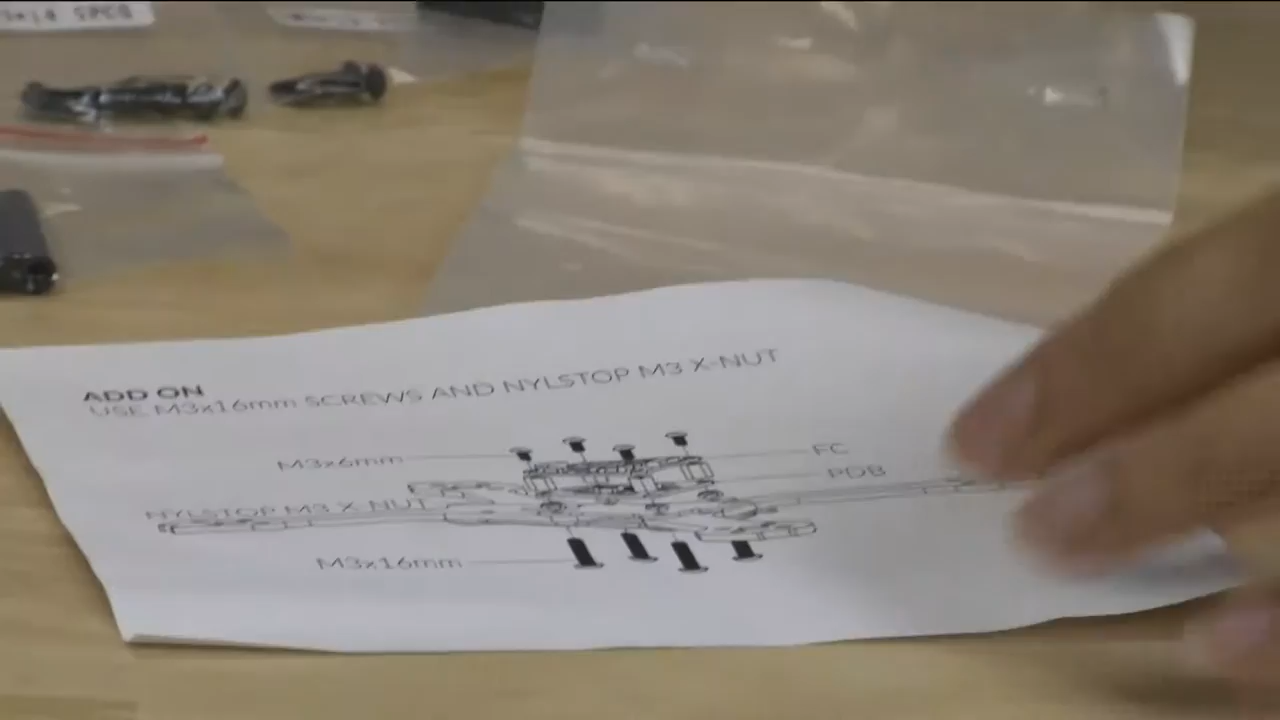 ADD ON
USE M3x16mm SCREWS AND NYLSTOP M3 X-NUT
M3x6mm
FC
PDB
NYLSTOP M3 X-NUT
M3x16mm